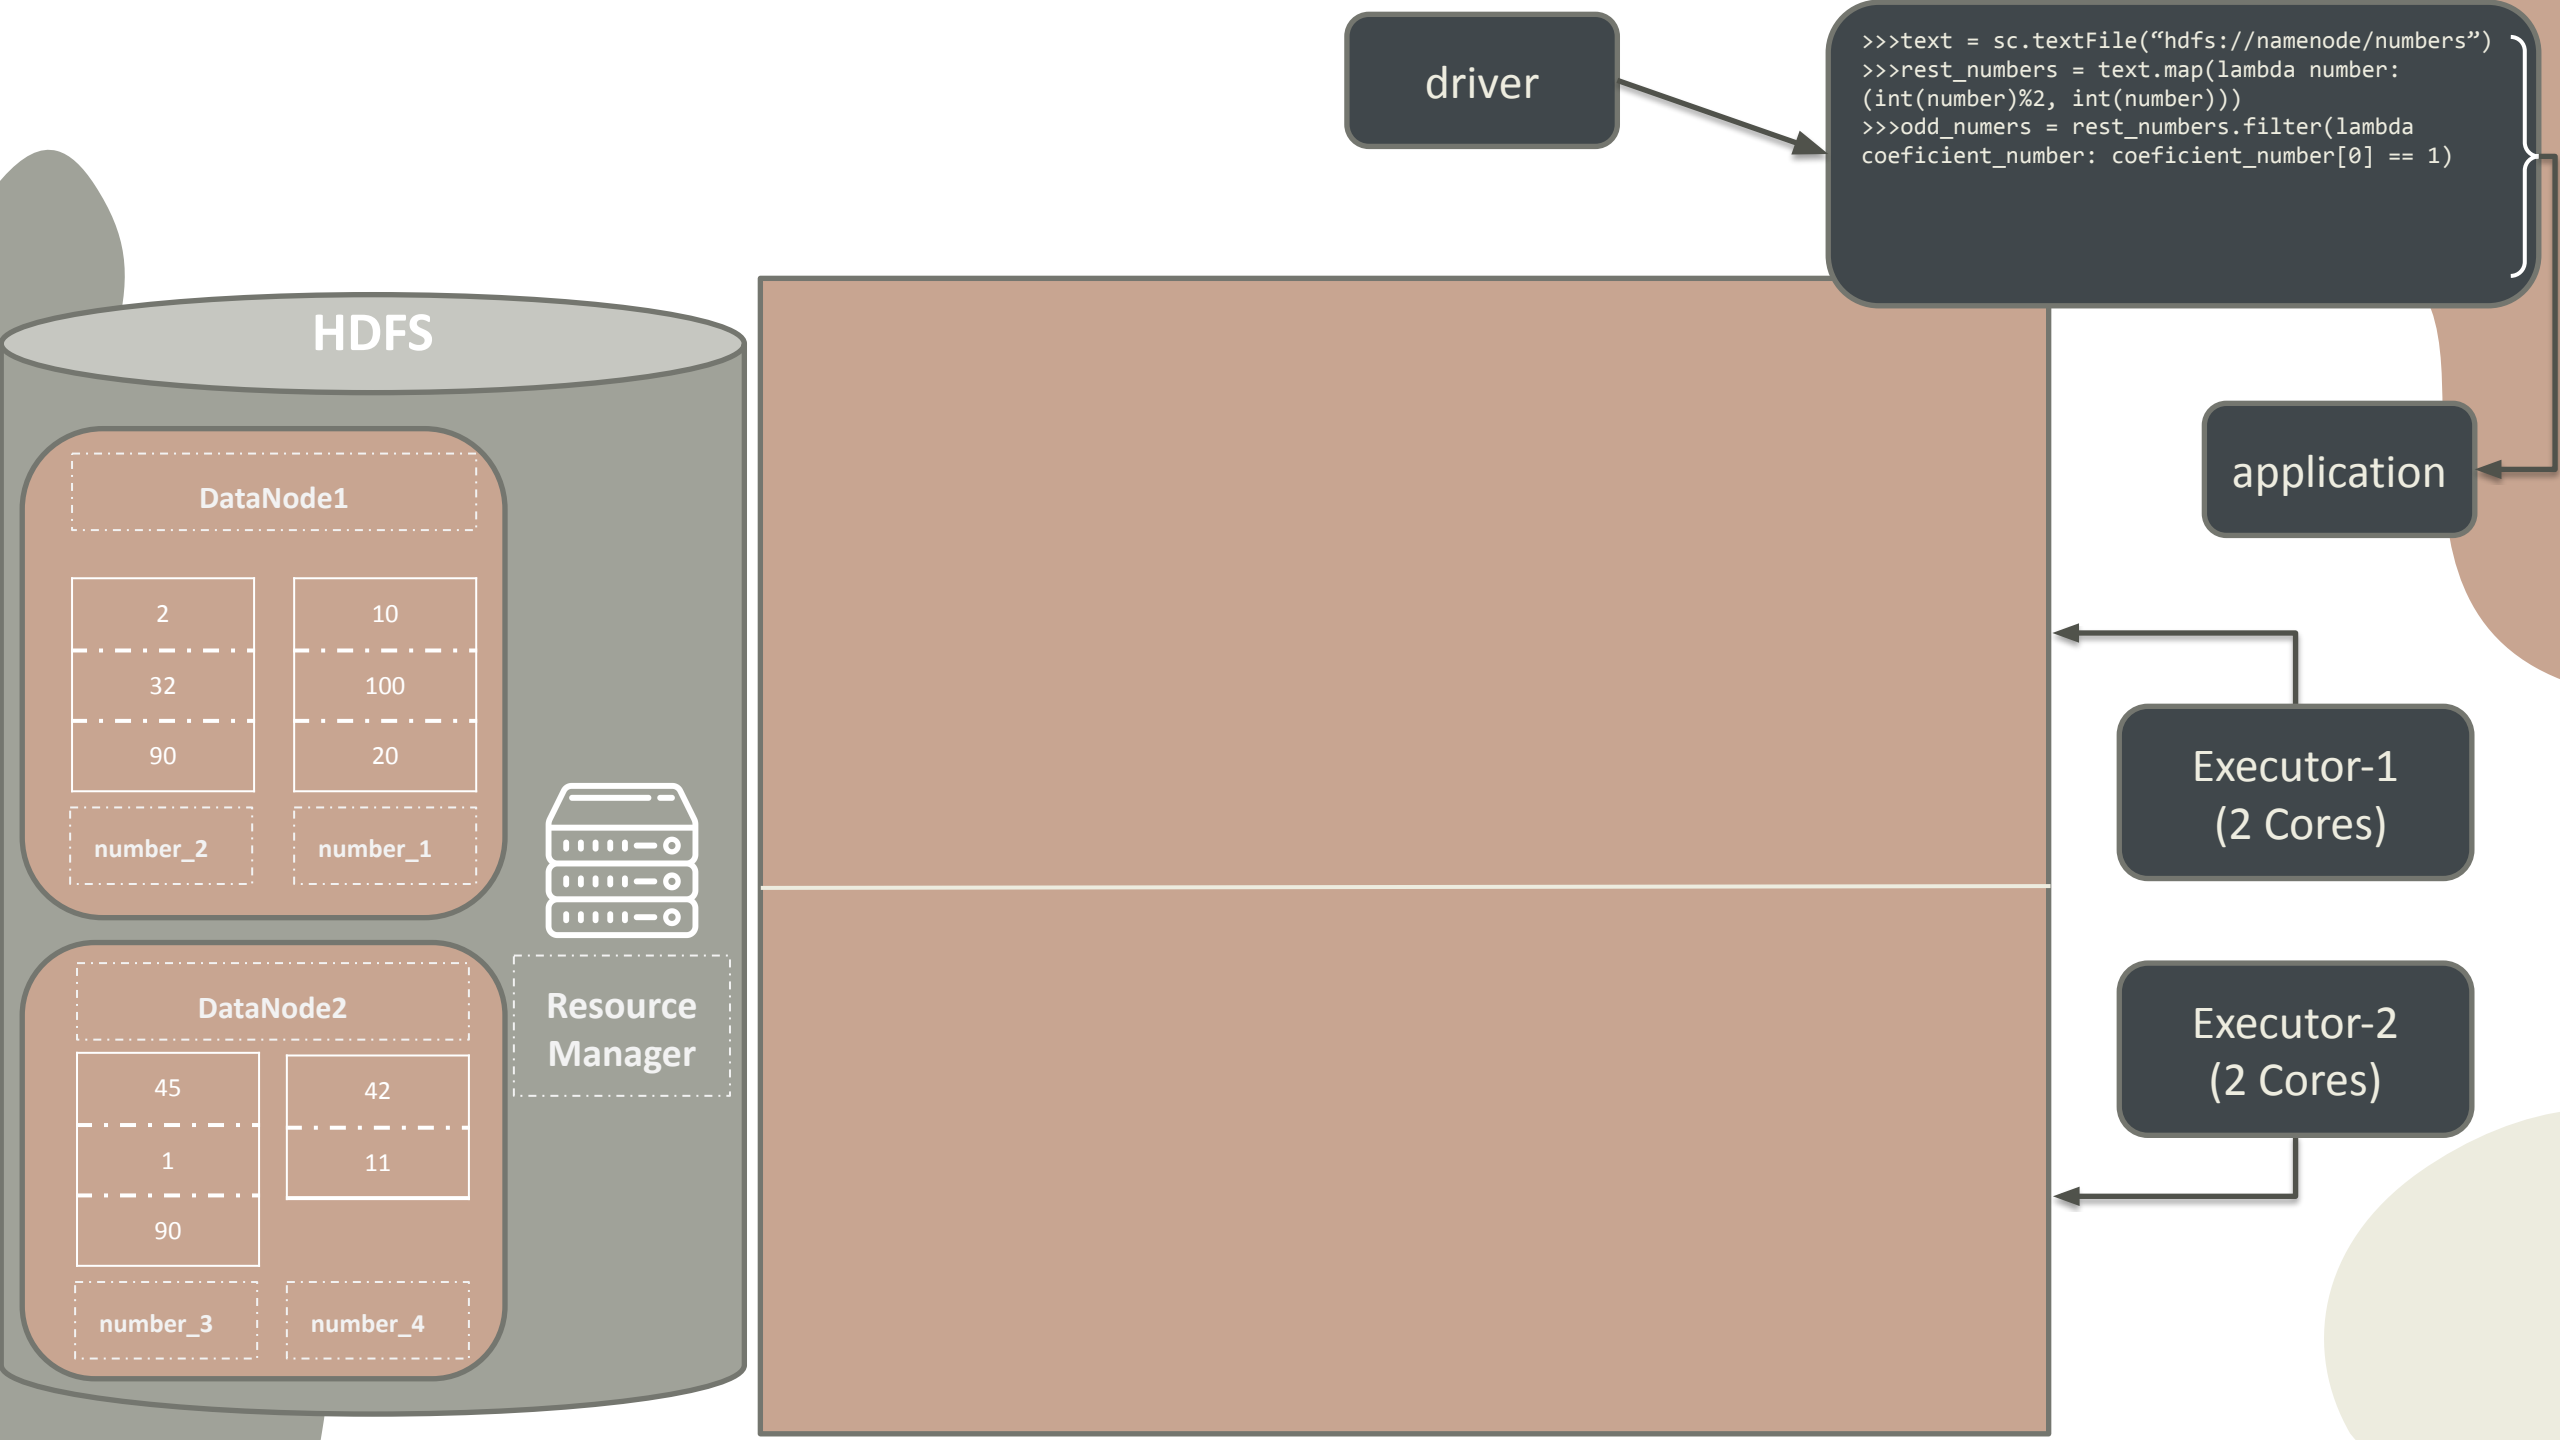 driver
>>>text = sc.textFile(“hdfs://namenode/numbers”)
>>>rest_numbers = text.map(lambda number:
(int(number)%2, int(number)))
>>>odd_numers = rest_numbers.filter(lambda
coeficient_number: coeficient_number[0] == 1)
HDFS
application
DataNode1
2
32
90
10
100
20
number_2
number_1
Executor-1
(2 Cores)
Resource
Manager
DataNode2
45
1
90
42
11
number_3
number_4
Executor-2
(2 Cores)